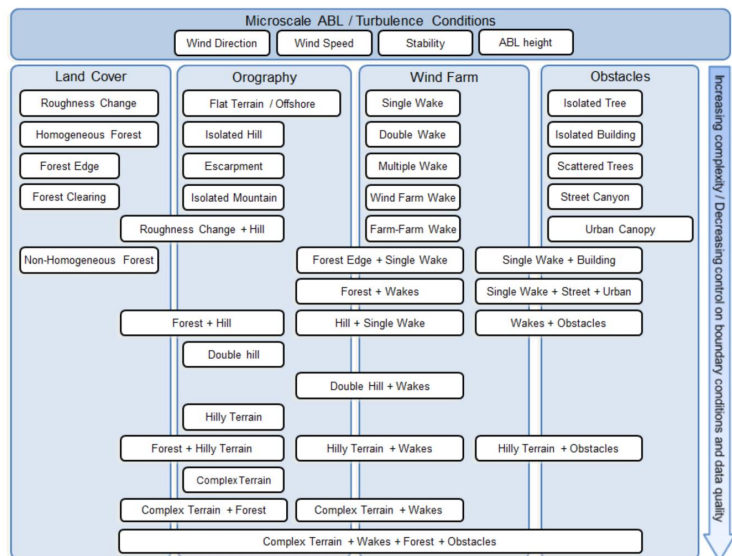 Microscale ABL / Turbulence Conditions
Wind Direction
Wind Speed
Stability
ABL height
Land Cover
Orography
Wind Farm
Obstacles
Roughness Change
Flat Terrain / Offshore
Single Wake
Isolated Tree
Homogeneous Forest
Isolated Hill
Double Wake
Isolated Building
Forest Edge
Escarpment
Multiple Wake
Scattered Trees
Forest Clearing
Isolated Mountain
Wind Farm Wake
Street Canyon
Roughness Change + Hill
Farm-Farm Wake
Urban Canopy
Non-Homogeneous Forest
Forest Edge + Single Wake
Single Wake + Building
Forest + Wakes
Single Wake + Street + Urban
Forest + Hill
Hill + Single Wake
Wakes + Obstacles
Double hill
Double Hill + Wakes
Hilly Terrain
Forest + Hilly Terrain
Hilly Terrain + Wakes
Hilly Terrain + Obstacles
ComplexTerrain
Complex Terrain + Forest
Complex Terrain + Wakes
Complex Terrain + Wakes + Forest + Obstacles
Increasing complexity / Decreasing control on boundary conditions and data quality